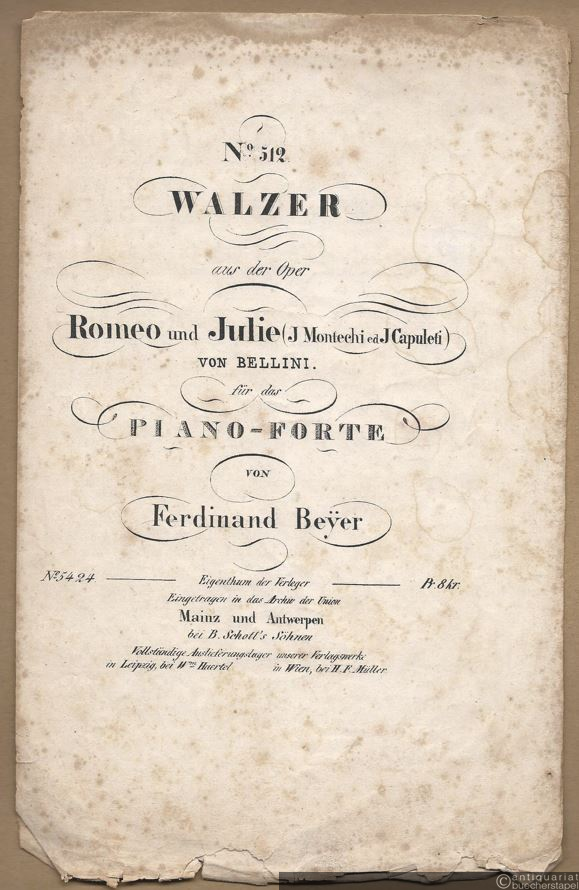 No. 512
WALZER
aus der Oper
Romeo und Julie (J Montechi ed J Capuleti)
VON BELLINI.
für das
PIANO-FORTE
VON
Ferdinand Beÿer
No. 5424 Eigenthum der Verleger Pr. 8 kr.
Eingetragen in das Archiv der Union
Mainz und Antwerpen
bei B. Schott's Söhnen
Vollständige Auslieferungslager unserer Verlagswerke
in Leipzig, bei Wm. Haertel in Wien, bei H. F. Müller
©antiquariat
buecherstapel